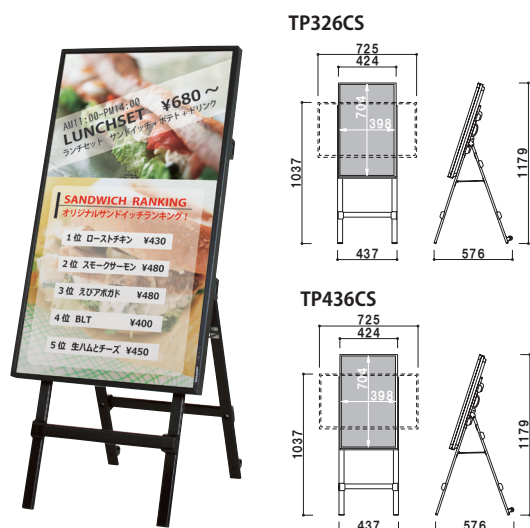 AM11:00-PM14:00
LUNCHSET ¥680～
ランチセット サンドイッチ+ポテト+ドリンク
SANDWICH RANKING
オリジナルサンドイッチランキング!
1位 ローストチキン ¥430
2位 スモークサーモン ¥480
3位 えびアボガド ¥480
4位 BLT ¥400
5位 生ハムとチーズ ¥450
TP326CS
725
424
704
398
1037
1179
437
576
TP436CS
725
424
704
398
1037
1179
437
576